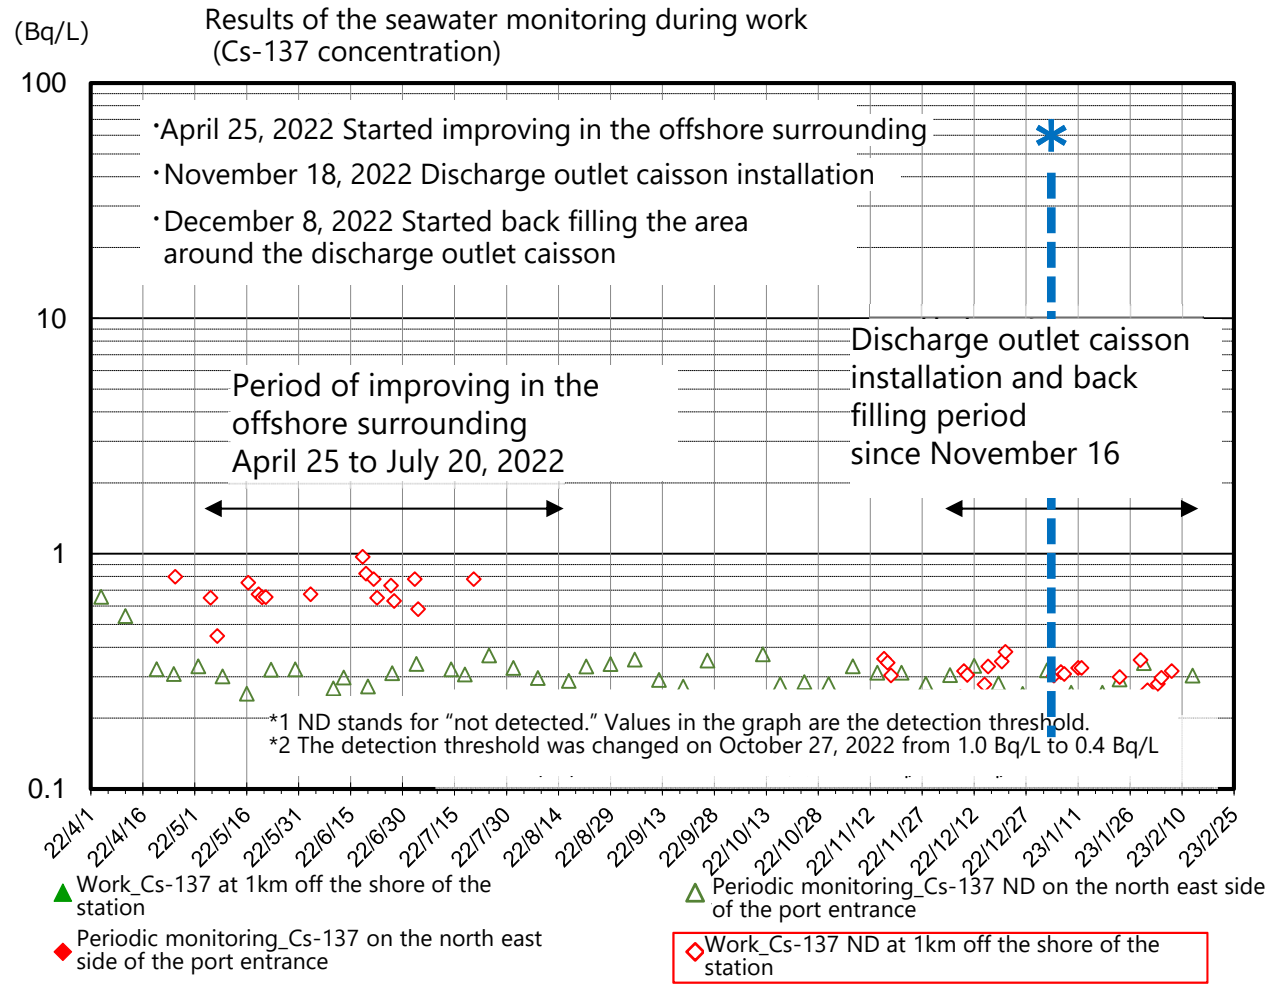 Results of the seawater monitoring during work
(Bq/L)
(Cs-137 concentration)
100
·April 25, 2022 Started improving in the offshore surrounding
·November 18, 2022 Discharge outlet caisson installation
·December 8, 2022 Started back filling the area
around the discharge outlet caisson
10
Discharge outlet caisson
installation and back
filling period
since November 16
Period of improving in the
offshore surrounding
April 25 to July 20, 2022
1
*1 ND stands for “not detected.” Values in the graph are the detection threshold.
*2 The detection threshold was changed on October 27, 2022 from 1.0 Bq/L to 0.4 Bq/L
0.1
22/4/1
22/4/16
22/5/1
22/5/16
22/5/31
22/6/15
22/6/30
22/7/15
22/7/30
22/8/14
22/8/29
22/9/13
22/9/28
22/10/13
22/10/28
22/11/12
22/11/27
22/12/12
22/12/27
23/1/11
23/1/26
23/2/10
23/2/25
Work_Cs-137 at 1km off the shore of the
station
Periodic monitoring_Cs-137 ND on the north east side
of the port entrance
Periodic monitoring_Cs-137 on the north east
side of the port entrance
Work_Cs-137 ND at 1km off the shore of the
station